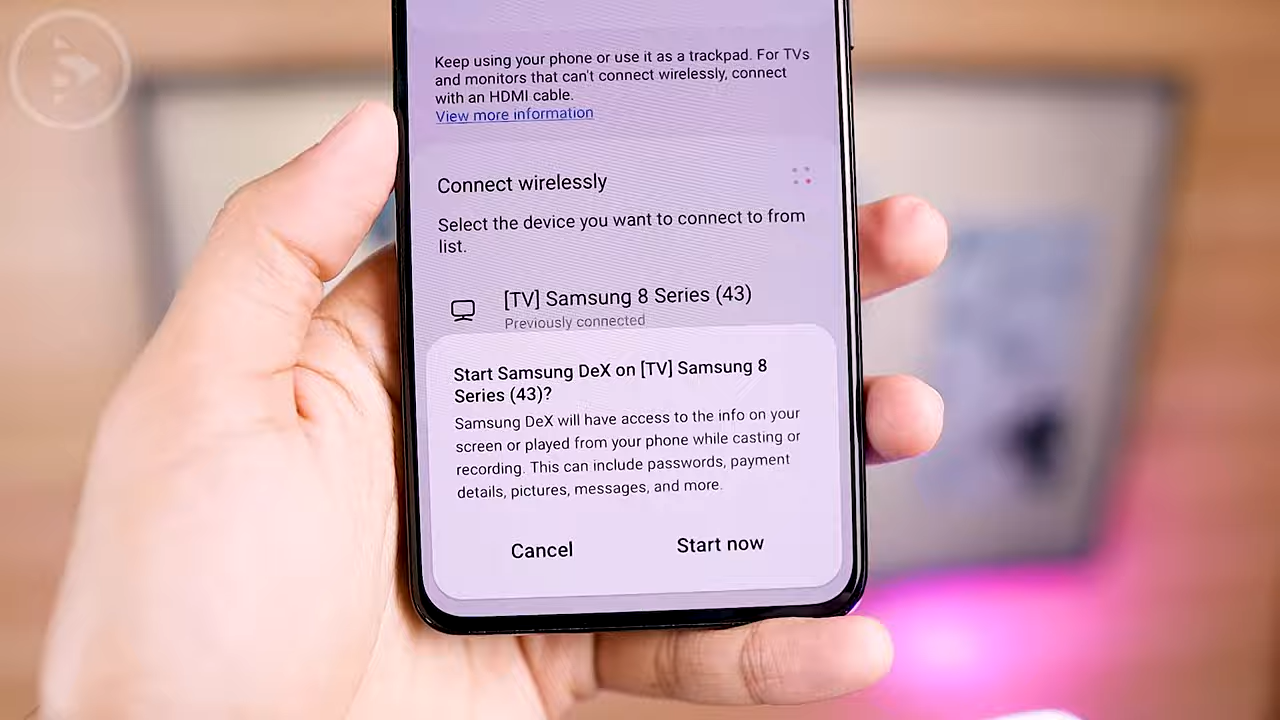 Keep using your phone or use it as a trackpad. For TVs
and monitors that can't connect wirelessly, connect
with an HDMI cable.
View more information
Connect wirelessly
Select the device you want to connect to from
list.
[TV] Samsung 8 Series (43)
Previously connected
Start Samsung DeX on [TV] Samsung 8
Series (43)?
Samsung DeX will have access to the info on your
screen or played from your phone while casting or
recording. This can include passwords, payment
details, pictures, messages, and more.
Cancel
Start now